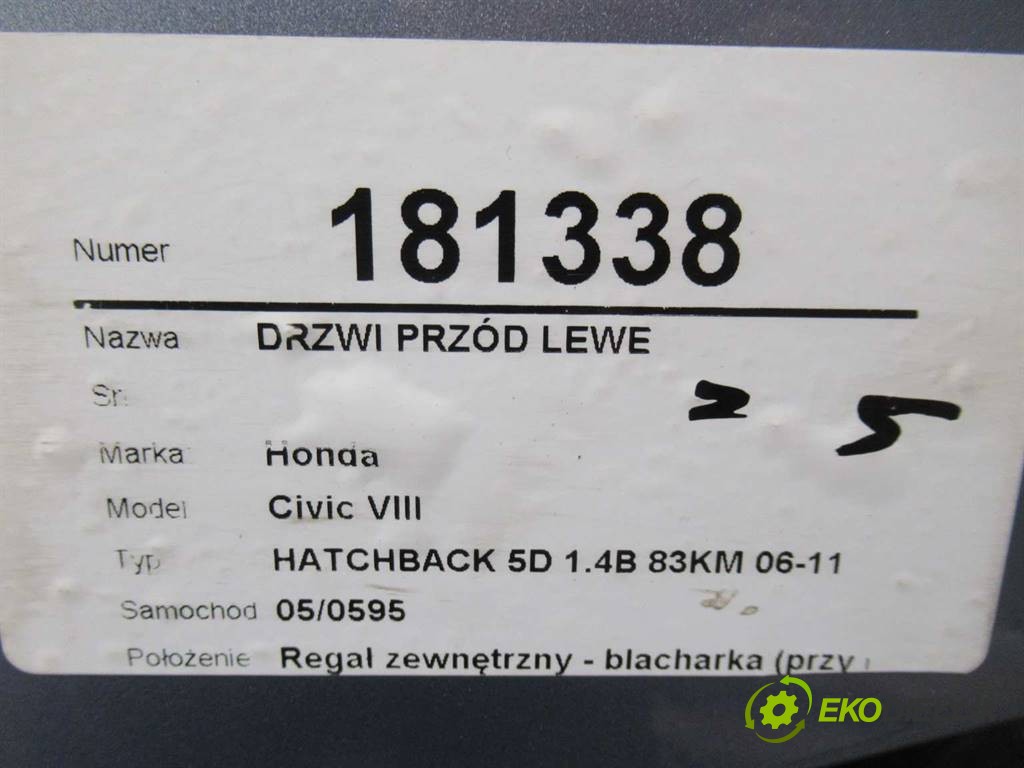 Numer 181338
Nazwa DRZWI PRZÓD LEWE
Sr.
2 5
Marka Honda
Model Civic VIII
Typ HATCHBACK 5D 1.4B 83KM 06-11
Samochod 05/0595
Położenie Regał zewnętrzny - blacharka (przy
EKO